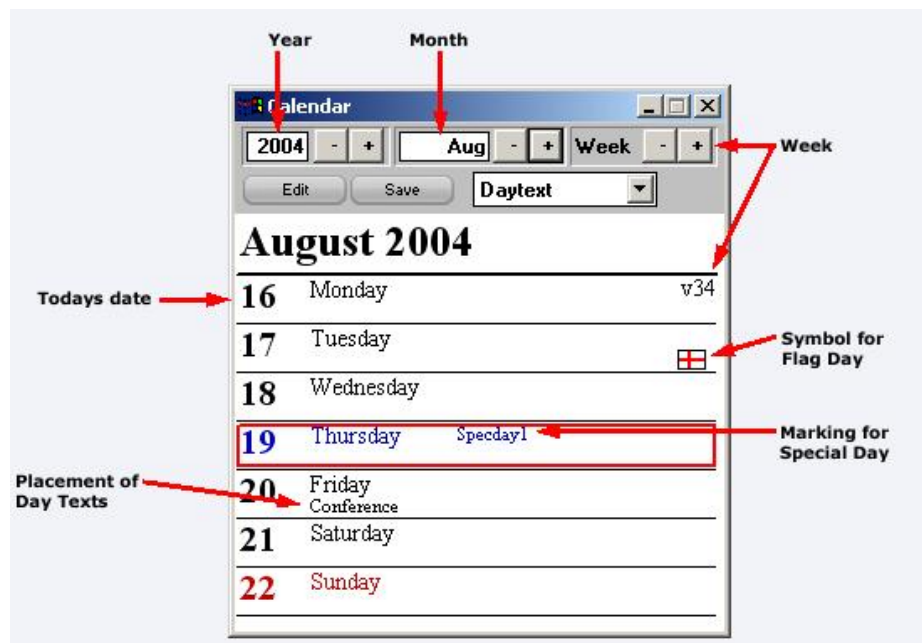 Year Month
Calendar
2004 - + Aug - + Week - +
Week
Edit Save Daytext
August 2004
Todays date
16 Monday v34
17 Tuesday
Symbol for
Flag Day
18 Wednesday
19 Thursday Specday1
Marking for
Special Day
Placement of
Day Texts
20 Friday
Conference
21 Saturday
22 Sunday